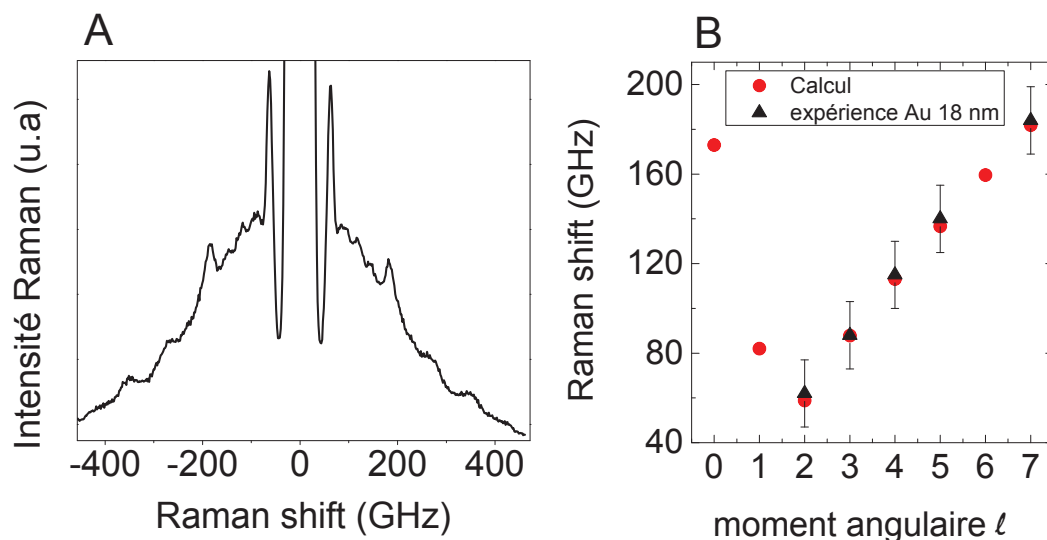 A
Intensité Raman (u.a)
-400 -200 0 200 400
Raman shift (GHz)
B
Raman shift (GHz)
200
160
120
80
40
Calcul
expérience Au 18 nm
0 1 2 3 4 5 6 7
moment angulaire ℓ